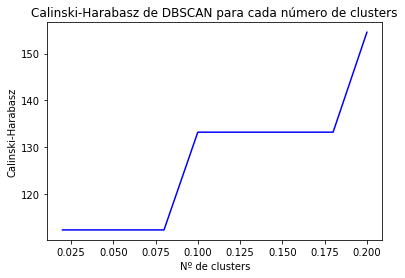 Calinski-Harabasz de DBSCAN para cada número de clusters
150
140
130
120
Calinski-Harabasz
0.025 0.050 0.075 0.100 0.125 0.150 0.175 0.200
Nº de clusters